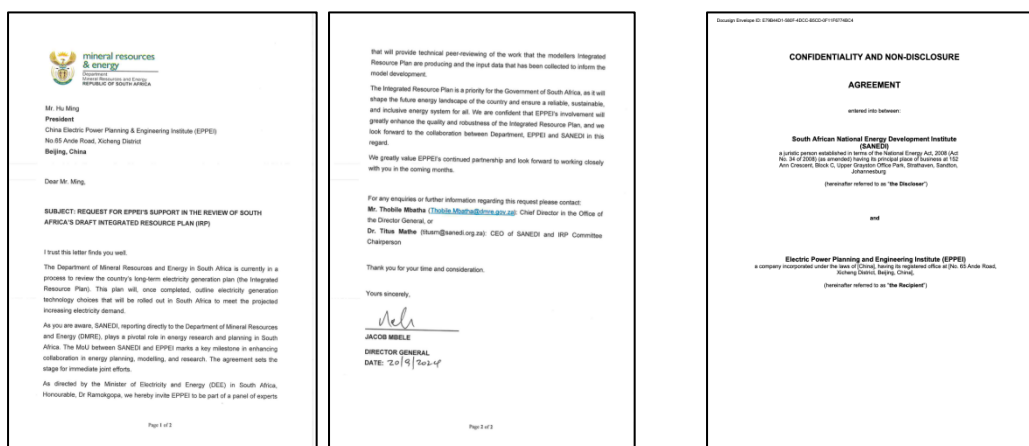 mineral resources
& energy
Department:
Mineral Resources and Energy
REPUBLIC OF SOUTH AFRICA
Mr. Hu Ming
President
China Electric Power Planning & Engineering Institute (EPPEI)
No.65 Ande Road, Xicheng District
Beijing, China
Dear Mr. Ming,
SUBJECT: REQUEST FOR EPPEI'S SUPPORT IN THE REVIEW OF SOUTH
AFRICA'S DRAFT INTEGRATED RESOURCE PLAN (IRP)
I trust this letter finds you well.
The Department of Mineral Resources and Energy in South Africa is currently in a
process to review the country's long-term electricity generation plan (the Integrated
Resource Plan). This plan will, once completed, outline electricity generation
technology choices that will be rolled out in South Africa to meet the projected
increasing electricity demand.
As you are aware, SANEDI, reporting directly to the Department of Mineral Resources
and Energy (DMRE), plays a pivotal role in energy research and planning in South
Africa. The MoU between SANEDI and EPPEI marks a key milestone in enhancing
collaboration in energy planning, modelling, and research. The agreement sets the
stage for immediate joint efforts.
As directed by the Minister of Electricity and Energy (DEE) in South Africa,
Honourable, Dr Ramokgopa, we hereby invite EPPEI to be part of a panel of experts
Page 1 of 2
that will provide technical peer-reviewing of the work that the modellers Integrated
Resource Plan are producing and the input data that has been collected to inform the
model development.
The Integrated Resource Plan is a priority for the Government of South Africa, as it will
shape the future energy landscape of the country and ensure a reliable, sustainable,
and inclusive energy system for all. We are confident that EPPEI's involvement will
greatly enhance the quality and robustness of the Integrated Resource Plan, and we
look forward to the collaboration between Department, EPPEI and SANEDI in this
regard.
We greatly value EPPEI's continued partnership and look forward to working closely
with you in the coming months.
For any enquiries or further information regarding this request please contact:
Mr. Thobile Mbatha (Thobile.Mbatha@dmre.gov.za): Chief Director in the Office of
the Director General, or
Dr. Titus Mathe (titusm@sanedi.org.za): CEO of SANEDI and IRP Committee
Chairperson
Thank you for your time and consideration.
Yours sincerely,
JACOB MBELE
DIRECTOR GENERAL
DATE: 20/9/2024
Page 2 of 2
CONFIDENTIALITY AND NON-DISCLOSURE
AGREEMENT
entered into between:
South African National Energy Development Institute
(SANEDI)
a juristic person established in terms of the National Energy Act, 2008 (Act
No. 34 of 2008) (as amended) having its principal place of business at 152
Ann Crescent, Block C, Upper Grayston Office Park, Strathaven, Sandton,
Johannesburg
(hereinafter referred to as "the Discloser")
and
Electric Power Planning and Engineering Institute (EPPEI)
a company incorporated under the laws of [China], having its registered office at [No. 65 Ande Road,
Xicheng District, Beijing, China],
(hereinafter referred to as "the Recipient")